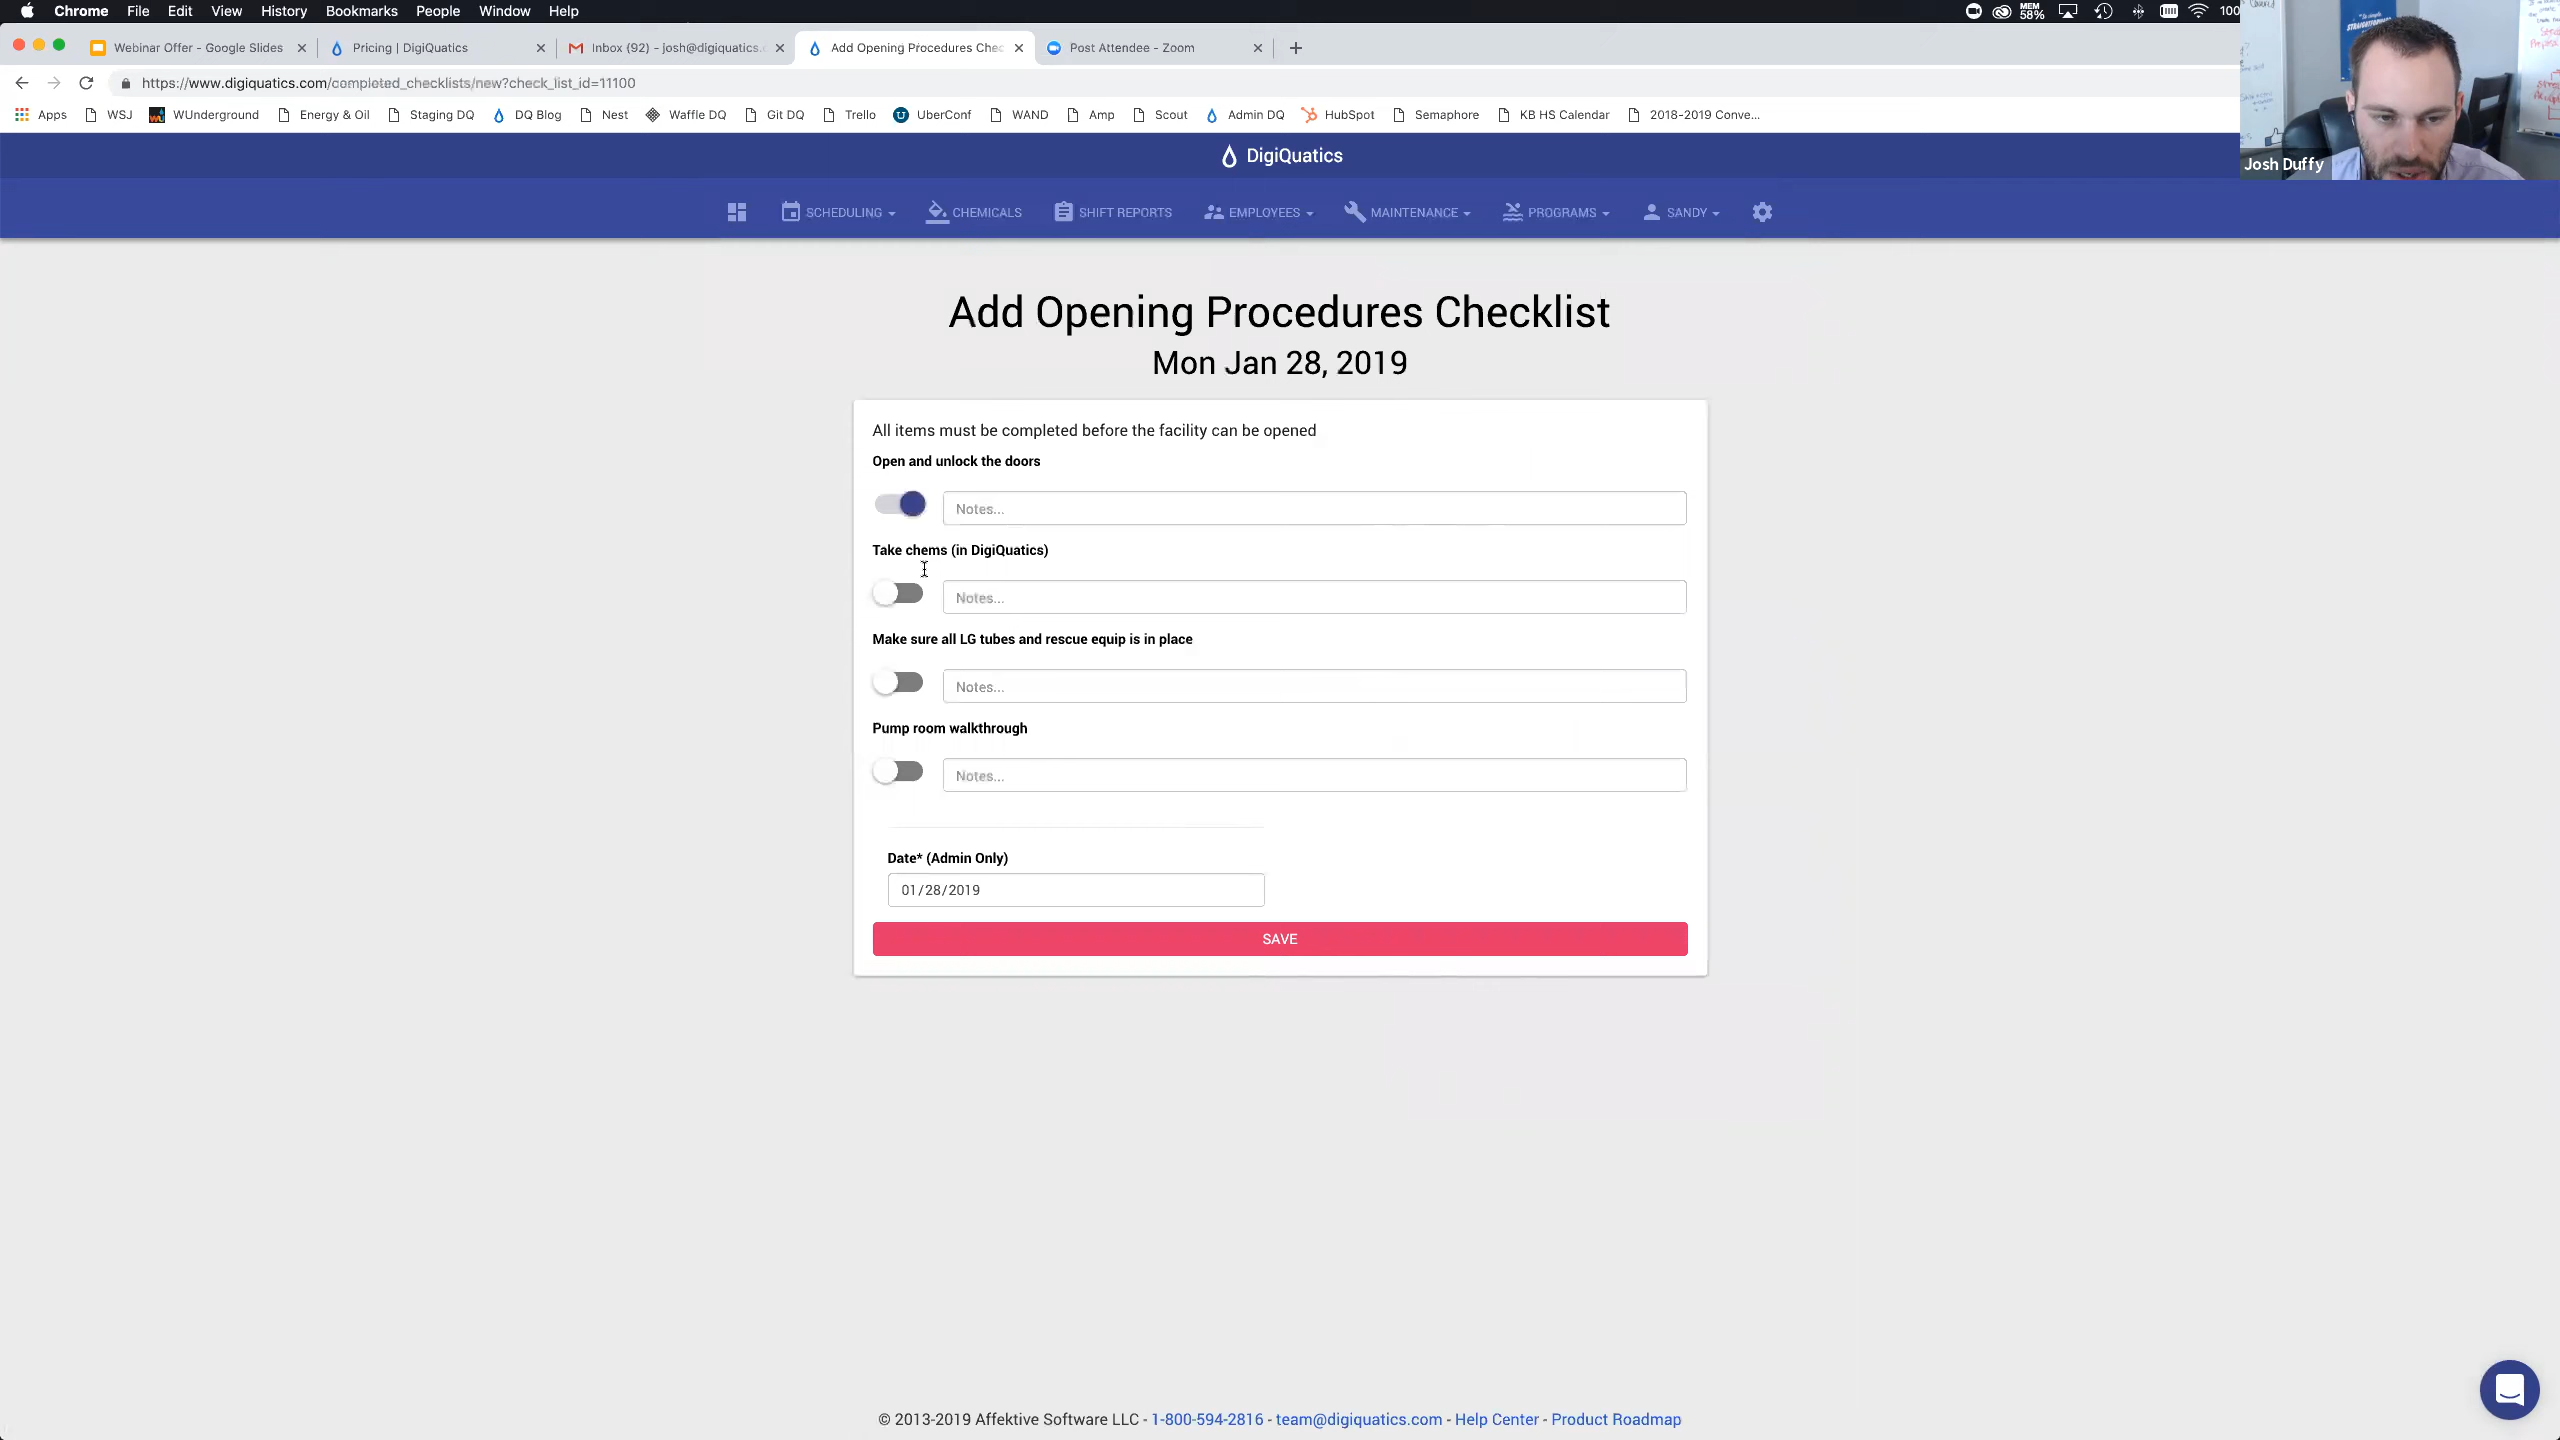 Chrome File Edit View History Bookmarks People Window Help MEM 58% 100
Webinar Offer - Google Slides Pricing | DigiQuatics Inbox (92) - josh@digiquatics.c Add Opening Procedures Chec Post Attendee - Zoom
https://www.digiquatics.com/completed_checklists/new?check_list_id=11100
Apps WSJ WUnderground Energy & Oil Staging DQ DQ Blog Nest Waffle DQ Git DQ Trello UberConf WAND Amp Scout Admin DQ HubSpot Semaphore KB HS Calendar 2018-2019 Conve...
Josh Duffy
DigiQuatics
SCHEDULING CHEMICALS SHIFT REPORTS EMPLOYEES MAINTENANCE PROGRAMS SANDY
Add Opening Procedures Checklist
Mon Jan 28, 2019
All items must be completed before the facility can be opened
Open and unlock the doors
Notes...
Take chems (in DigiQuatics)
Notes...
Make sure all LG tubes and rescue equip is in place
Notes...
Pump room walkthrough
Notes...
Date* (Admin Only)
01/28/2019
SAVE
© 2013-2019 Affektive Software LLC - 1-800-594-2816 - team@digiquatics.com - Help Center - Product Roadmap